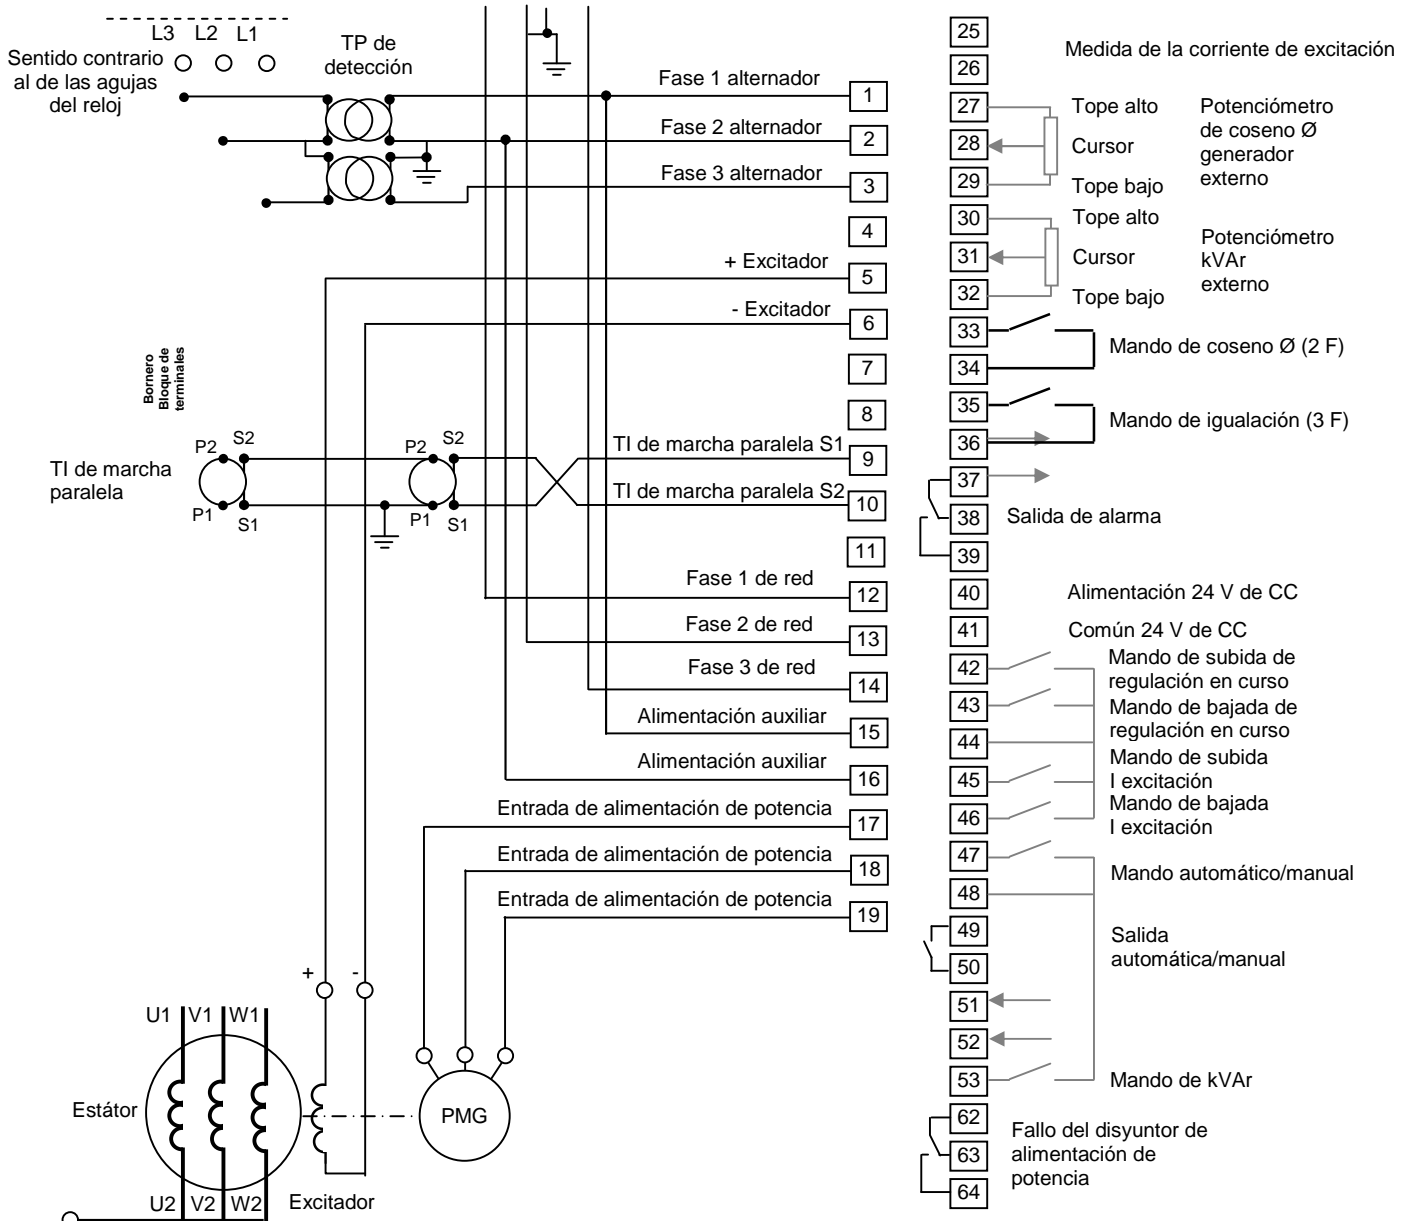 L3 L2 L1
Sentido contrario
al de las agujas
del reloj
TP de
detección
Fase 1 alternador 1
Fase 2 alternador 2
Fase 3 alternador 3
4
+ Excitador 5
- Excitador 6
7
8
Bornero
Bloque de
terminales
TI de marcha
paralela
P2 S2
P1 S1
P2 S2
P1 S1
TI de marcha paralela S1 9
TI de marcha paralela S2 10
11
Fase 1 de red 12
Fase 2 de red 13
Fase 3 de red 14
Alimentación auxiliar 15
Alimentación auxiliar 16
Entrada de alimentación de potencia 17
Entrada de alimentación de potencia 18
Entrada de alimentación de potencia 19
+ -
U1 V1 W1
Estátor
PMG
U2 V2 W2
Excitador
25
Medida de la corriente de excitación
26
27 Tope alto
28 Cursor
29 Tope bajo
Potenciómetro
de coseno Ø
generador
externo
30 Tope alto
31 Cursor
32 Tope bajo
Potenciómetro
kVAr
externo
33
Mando de coseno Ø (2 F)
34
35
Mando de igualación (3 F)
36
37
38 Salida de alarma
39
40 Alimentación 24 V de CC
41 Común 24 V de CC
42 Mando de subida de
regulación en curso
43 Mando de bajada de
regulación en curso
44
45 Mando de subida
I excitación
46 Mando de bajada
I excitación
47
Mando automático/manual
48
49 Salida
automática/manual
50
51
52
53 Mando de kVAr
62
Fallo del disyuntor de
63 alimentación de
potencia
64